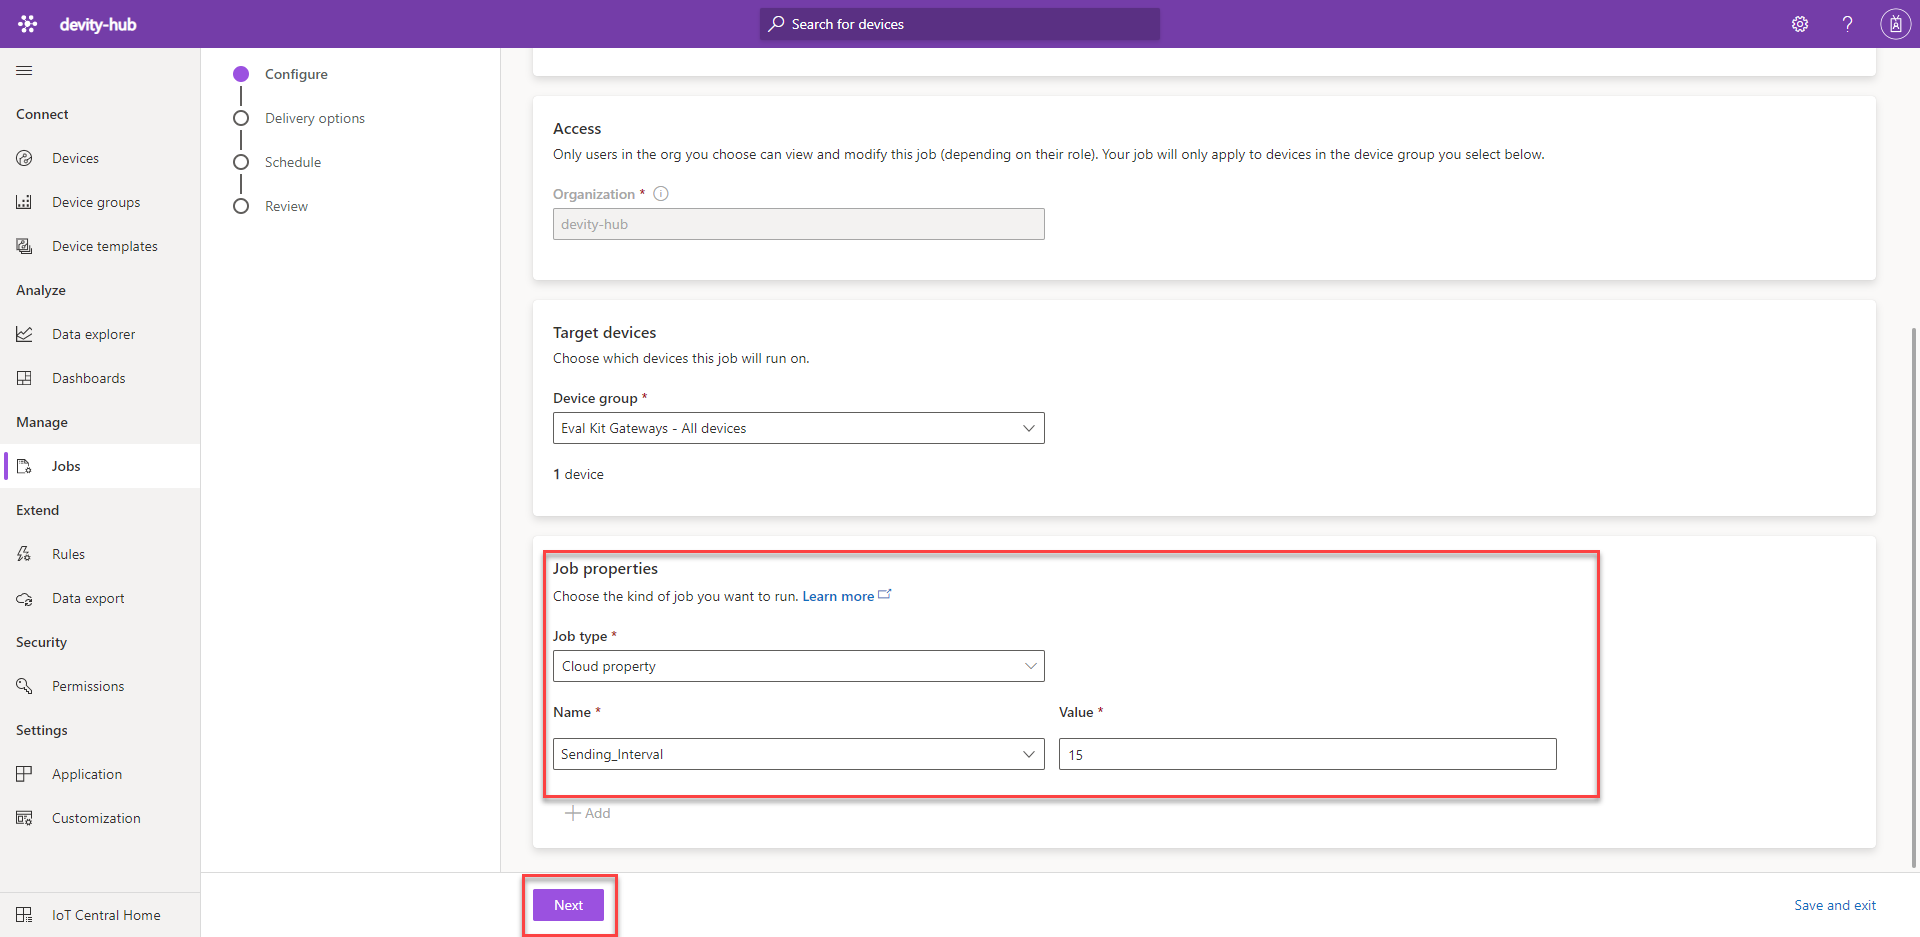 devity-hub
Search for devices
Connect
Devices
Device groups
Device templates
Analyze
Data explorer
Dashboards
Manage
Jobs
Extend
Rules
Data export
Security
Permissions
Settings
Application
Customization
IoT Central Home
Configure
Delivery options
Schedule
Review
Access
Only users in the org you choose can view and modify this job (depending on their role). Your job will only apply to devices in the device group you select below.
Organization *
devity-hub
Target devices
Choose which devices this job will run on.
Device group *
Eval Kit Gateways - All devices
1 device
Job properties
Choose the kind of job you want to run. Learn more
Job type *
Cloud property
Name * Value *
Sending_Interval 15
Add
Next
Save and exit